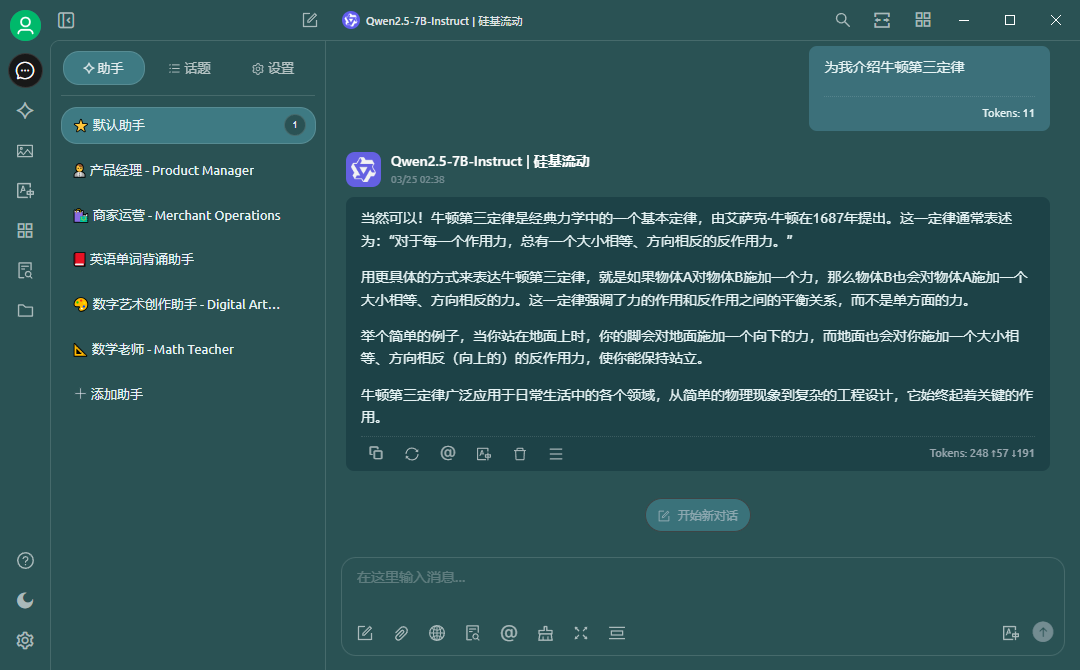 Qwen2.5-7B-Instruct | 硅基流动
助手
话题
设置
默认助手
1
产品经理 - Product Manager
商家运营 - Merchant Operations
英语单词背诵助手
数字艺术创作助手 - Digital Art...
数学老师 - Math Teacher
添加助手
为我介绍牛顿第三定律
Tokens: 11
Qwen2.5-7B-Instruct | 硅基流动
03/25 02:38
当然可以！牛顿第三定律是经典力学中的一个基本定律，由艾萨克·牛顿在1687年提出。这一定律通常表述
为：“对于每一个作用力，总有一个大小相等、方向相反的反作用力。”
用更具体的方式来表达牛顿第三定律，就是如果物体A对物体B施加一个力，那么物体B也会对物体A施加一个
大小相等、方向相反的力。这一定律强调了力的作用和反作用之间的平衡关系，而不是单方面的力。
举个简单的例子，当你站在地面上时，你的脚会对地面施加一个向下的力，而地面也会对你施加一个大小相
等、方向相反（向上的）的反作用力，使你能保持站立。
牛顿第三定律广泛应用于日常生活中的各个领域，从简单的物理现象到复杂的工程设计，它始终起着关键的作
用。
Tokens: 248 ↑57 ↓191
开始新对话
在这里输入消息...